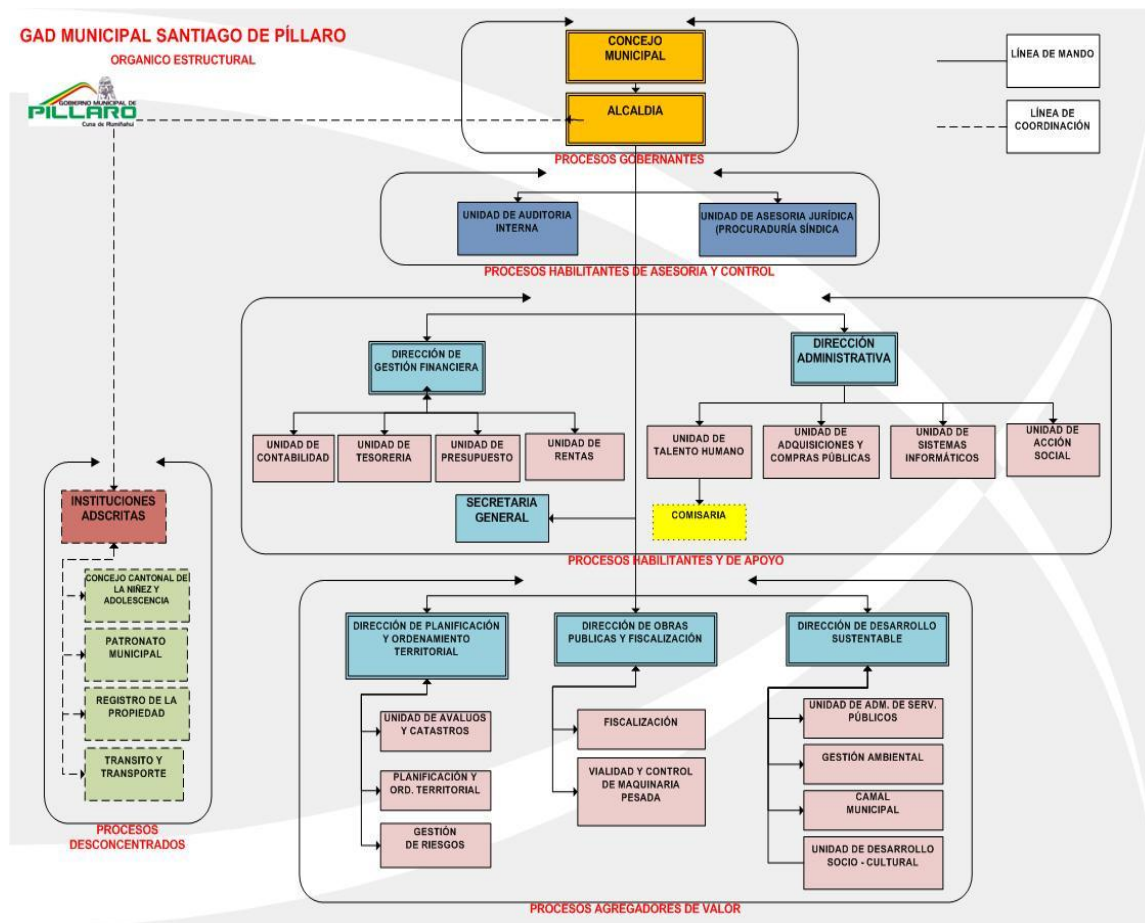 GAD MUNICIPAL SANTIAGO DE PÍLLARO
ORGANICO ESTRUCTURAL
GOBIERNO MUNICIPAL DE
PILLARO
Cuna de Rumiñahui
CONCEJO
MUNICIPAL
ALCALDIA
PROCESOS GOBERNANTES
LÍNEA DE MANDO
LÍNEA DE
COORDINACIÓN
UNIDAD DE AUDITORIA
INTERNA
UNIDAD DE ASESORIA JURÍDICA
(PROCURADURÍA SÍNDICA
PROCESOS HABILITANTES DE ASESORIA Y CONTROL
DIRECCIÓN DE
GESTIÓN FINANCIERA
DIRECCIÓN
ADMINISTRATIVA
UNIDAD DE
CONTABILIDAD
UNIDAD DE
TESORERIA
UNIDAD DE
PRESUPUESTO
UNIDAD DE
RENTAS
UNIDAD DE
TALENTO HUMANO
UNIDAD DE
ADQUISICIONES Y
COMPRAS PÚBLICAS
UNIDAD DE
SISTEMAS
INFORMÁTICOS
UNIDAD DE
ACCIÓN
SOCIAL
SECRETARIA
GENERAL
COMISARIA
PROCESOS HABILITANTES Y DE APOYO
INSTITUCIONES
ADSCRITAS
CONCEJO CANTONAL DE
LA NIÑEZ Y
ADOLESCENCIA
PATRONATO
MUNICIPAL
REGISTRO DE LA
PROPIEDAD
TRANSITO Y
TRANSPORTE
PROCESOS
DESCONCENTRADOS
DIRECCIÓN DE PLANIFICACIÓN
Y ORDENAMIENTO
TERRITORIAL
DIRECCIÓN DE OBRAS
PUBLICAS Y FISCALIZACIÓN
DIRECCIÓN DE DESARROLLO
SUSTENTABLE
UNIDAD DE AVALUOS
Y CATASTROS
PLANIFICACIÓN Y
ORD. TERRITORIAL
GESTIÓN
DE RIESGOS
FISCALIZACIÓN
VIALIDAD Y CONTROL
DE MAQUINARIA
PESADA
UNIDAD DE ADM. DE SERV.
PÚBLICOS
GESTIÓN AMBIENTAL
CAMAL
MUNICIPAL
UNIDAD DE DESARROLLO
SOCIO - CULTURAL
PROCESOS AGREGADORES DE VALOR